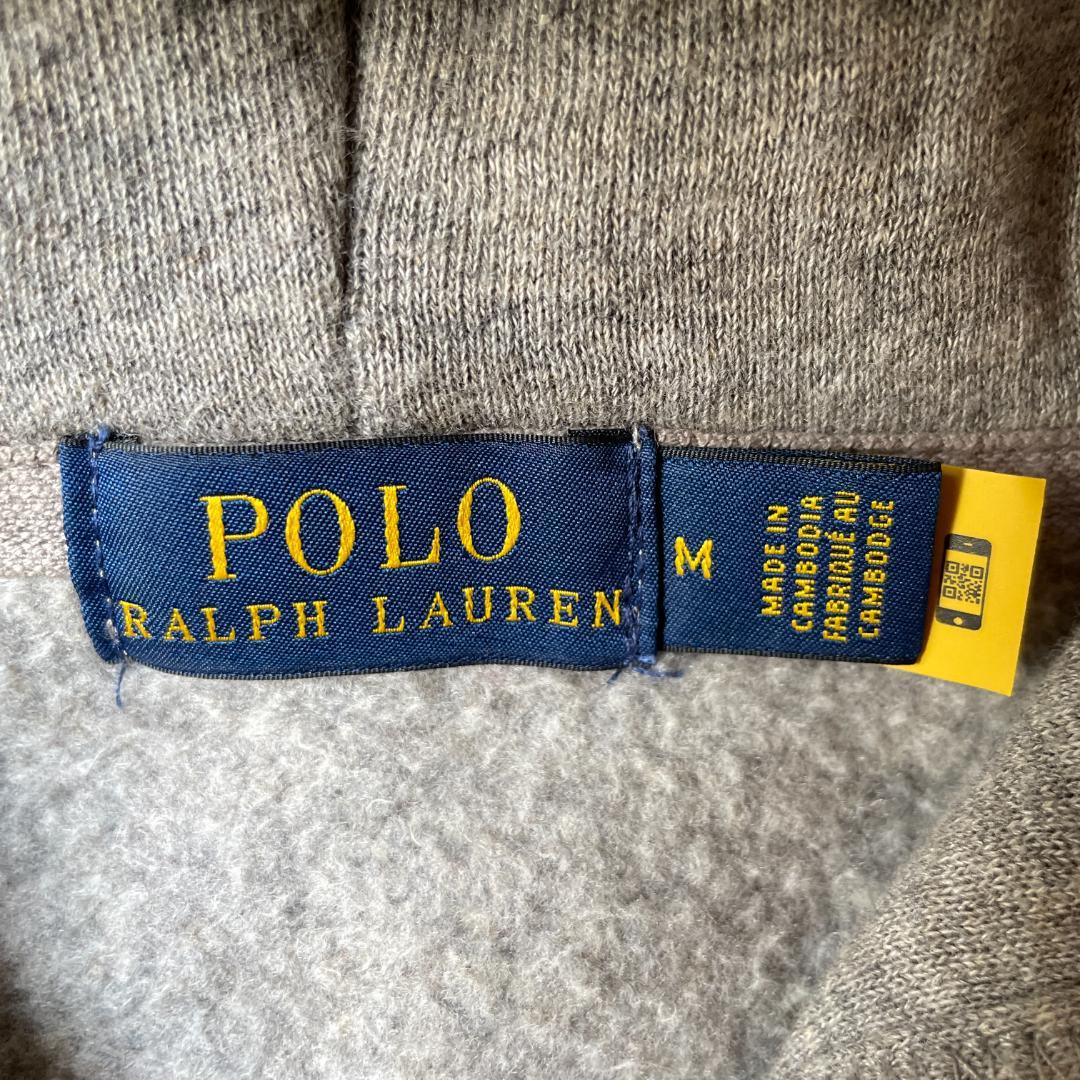 POLO
RALPH LAUREN
M
MADE IN
CAMBODIA
FABRIQUÉ AU
CAMBODGE